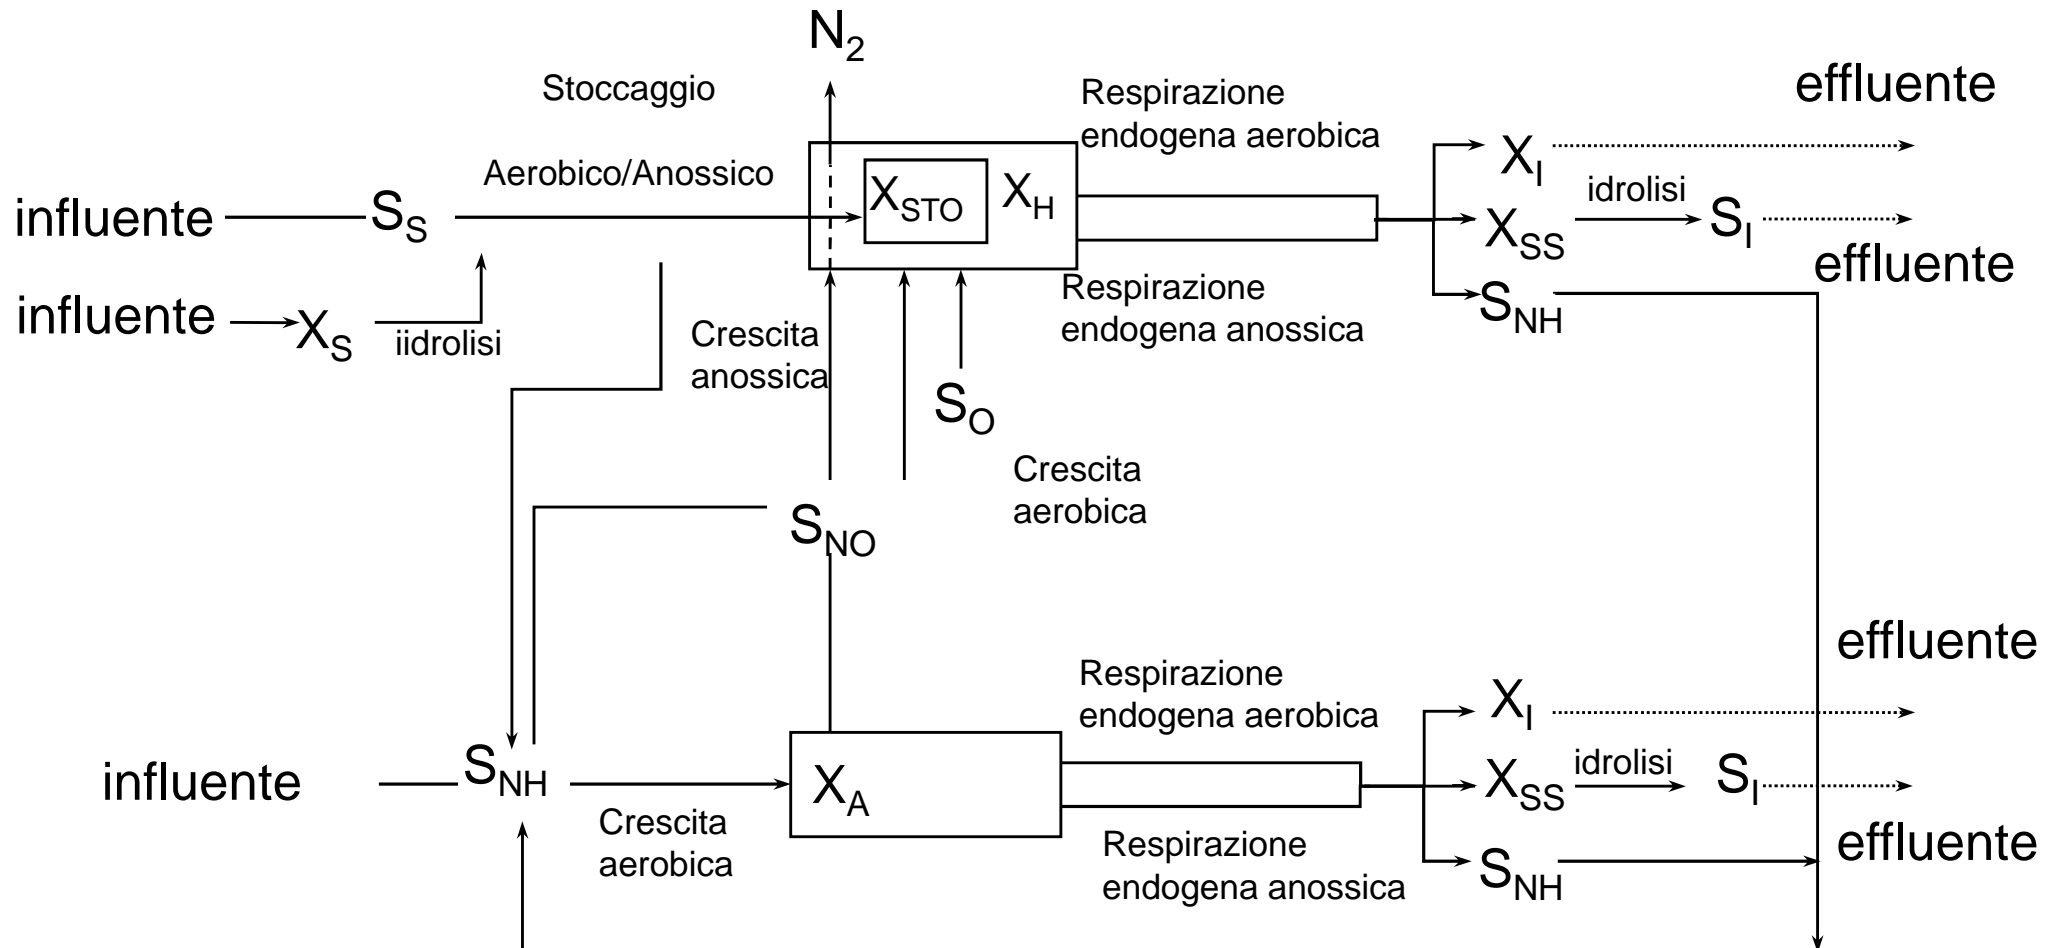 N2
Stoccaggio
Respirazione
endogena aerobica
effluente
Aerobico/Anossico
XI
influente
SS
XSTO
XH
XSS
idrolisi
SI
effluente
influente
XS
iidrolisi
Respirazione
endogena anossica
SNH
Crescita
anossica
SO
Crescita
aerobica
SNO
effluente
Respirazione
endogena aerobica
XI
influente
SNH
XA
XSS
idrolisi
SI
Crescita
aerobica
Respirazione
endogena anossica
SNH
effluente